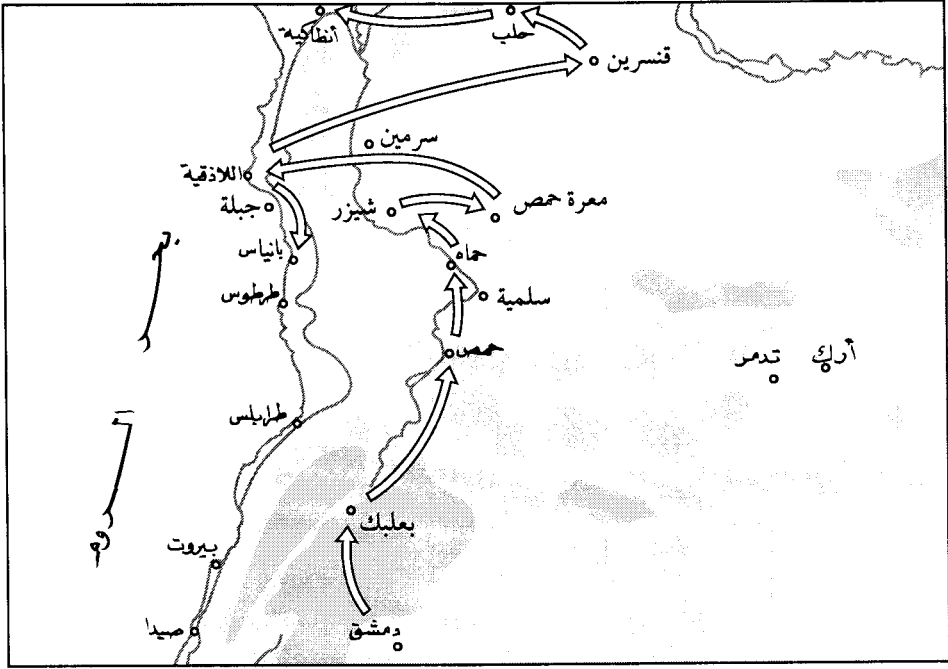 أنطاكية
حلب
قنسرين
سرمين
اللاذقية
معرة حمص
جبلة
شيزر
بانياس
حماه
طرطوس
سلمية
حمص
أرك
تدمر
طرابلس
بعلبك
بيروت
دمشق
صيدا
بحر
الروم